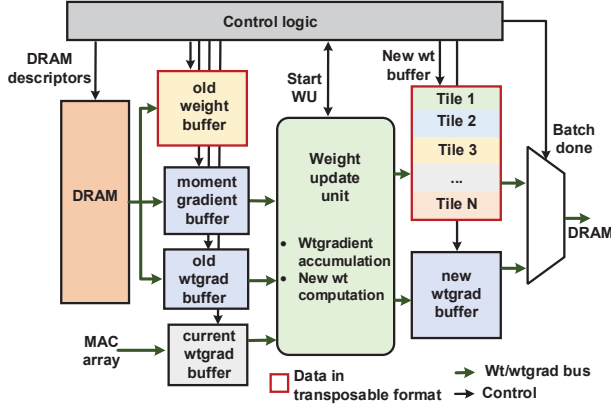 Control logic
DRAM
descriptors
Start
WU
New wt
buffer
old
weight
buffer
Tile 1
Tile 2
Tile 3
...
Tile N
Batch
done
DRAM
moment
gradient
buffer
Weight
update
unit
• Wtgradient
accumulation
• New wt
computation
DRAM
old
wtgrad
buffer
new
wtgrad
buffer
MAC
array
current
wtgrad
buffer
Data in
transposable format
Wt/wtgrad bus
Control